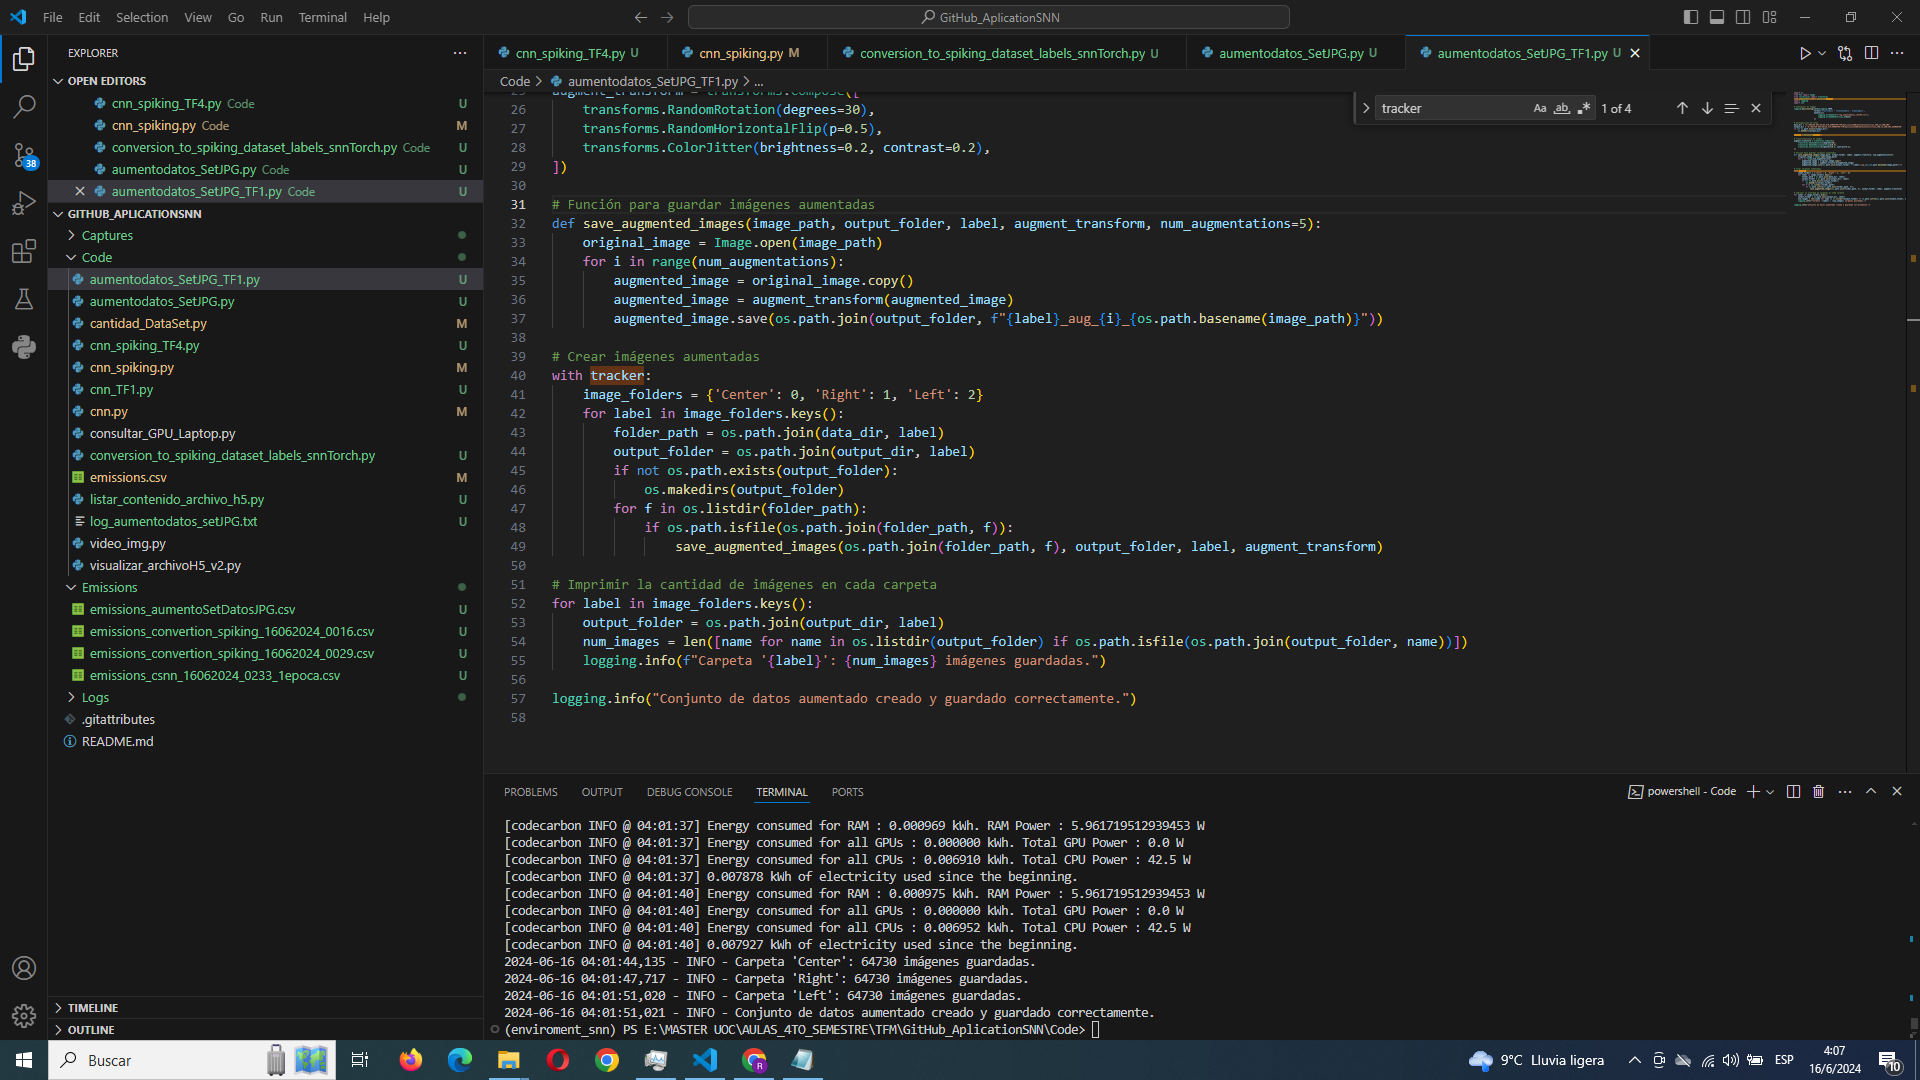 File Edit Selection View Go Run Terminal Help
GitHub_AplicationSNN
EXPLORER
OPEN EDITORS
cnn_spiking_TF4.py Code U
cnn_spiking.py Code M
conversion_to_spiking_dataset_labels_snnTorch.py Code U
aumentodatos_SetJPG.py Code U
aumentodatos_SetJPG_TF1.py Code U
GITHUB_APLICATIONSNN
Captures
Code
aumentodatos_SetJPG_TF1.py U
aumentodatos_SetJPG.py U
cantidad_DataSet.py M
cnn_spiking_TF4.py U
cnn_spiking.py M
cnn_TF1.py U
cnn.py M
consultar_GPU_Laptop.py
conversion_to_spiking_dataset_labels_snnTorch.py U
emissions.csv M
listar_contenido_archivo_h5.py U
log_aumentodatos_setJPG.txt U
video_img.py
visualizar_archivoH5_v2.py
Emissions
emissions_aumentoSetDatosJPG.csv U
emissions_convertion_spiking_16062024_0016.csv U
emissions_convertion_spiking_16062024_0029.csv U
emissions_csnn_16062024_0233_1epoca.csv U
Logs
.gitattributes
README.md
TIMELINE
OUTLINE
38
cnn_spiking_TF4.py U cnn_spiking.py M conversion_to_spiking_dataset_labels_snnTorch.py U aumentodatos_SetJPG.py U aumentodatos_SetJPG_TF1.py U
Code > aumentodatos_SetJPG_TF1.py > ...
tracker Aa ab 1 of 4
25 augment_transform = transforms.Compose([
26 transforms.RandomRotation(degrees=30),
27 transforms.RandomHorizontalFlip(p=0.5),
28 transforms.ColorJitter(brightness=0.2, contrast=0.2),
29 ])
30
31 # Función para guardar imágenes aumentadas
32 def save_augmented_images(image_path, output_folder, label, augment_transform, num_augmentations=5):
33 original_image = Image.open(image_path)
34 for i in range(num_augmentations):
35 augmented_image = original_image.copy()
36 augmented_image = augment_transform(augmented_image)
37 augmented_image.save(os.path.join(output_folder, f"{label}_aug_{i}_{os.path.basename(image_path)}"))
38
39 # Crear imágenes aumentadas
40 with tracker:
41 image_folders = {'Center': 0, 'Right': 1, 'Left': 2}
42 for label in image_folders.keys():
43 folder_path = os.path.join(data_dir, label)
44 output_folder = os.path.join(output_dir, label)
45 if not os.path.exists(output_folder):
46 os.makedirs(output_folder)
47 for f in os.listdir(folder_path):
48 if os.path.isfile(os.path.join(folder_path, f)):
49 save_augmented_images(os.path.join(folder_path, f), output_folder, label, augment_transform)
50
51 # Imprimir la cantidad de imágenes en cada carpeta
52 for label in image_folders.keys():
53 output_folder = os.path.join(output_dir, label)
54 num_images = len([name for name in os.listdir(output_folder) if os.path.isfile(os.path.join(output_folder, name))])
55 logging.info(f"Carpeta '{label}': {num_images} imágenes guardadas.")
56
57 logging.info("Conjunto de datos aumentado creado y guardado correctamente.")
58
PROBLEMS OUTPUT DEBUG CONSOLE TERMINAL PORTS
powershell - Code
[codecarbon INFO @ 04:01:37] Energy consumed for RAM : 0.000969 kWh. RAM Power : 5.961719512939453 W
[codecarbon INFO @ 04:01:37] Energy consumed for all GPUs : 0.000000 kWh. Total GPU Power : 0.0 W
[codecarbon INFO @ 04:01:37] Energy consumed for all CPUs : 0.006910 kWh. Total CPU Power : 42.5 W
[codecarbon INFO @ 04:01:37] 0.007878 kWh of electricity used since the beginning.
[codecarbon INFO @ 04:01:40] Energy consumed for RAM : 0.000975 kWh. RAM Power : 5.961719512939453 W
[codecarbon INFO @ 04:01:40] Energy consumed for all GPUs : 0.000000 kWh. Total GPU Power : 0.0 W
[codecarbon INFO @ 04:01:40] Energy consumed for all CPUs : 0.006952 kWh. Total CPU Power : 42.5 W
[codecarbon INFO @ 04:01:40] 0.007927 kWh of electricity used since the beginning.
2024-06-16 04:01:44,135 - INFO - Carpeta 'Center': 64730 imágenes guardadas.
2024-06-16 04:01:47,717 - INFO - Carpeta 'Right': 64730 imágenes guardadas.
2024-06-16 04:01:51,020 - INFO - Carpeta 'Left': 64730 imágenes guardadas.
2024-06-16 04:01:51,021 - INFO - Conjunto de datos aumentado creado y guardado correctamente.
(enviroment_snn) PS E:\MASTER UOC\AULAS_4TO_SEMESTRE\TFM\GitHub_AplicationSNN\Code>
Buscar
9°C Lluvia ligera
ESP
4:07
16/6/2024
10